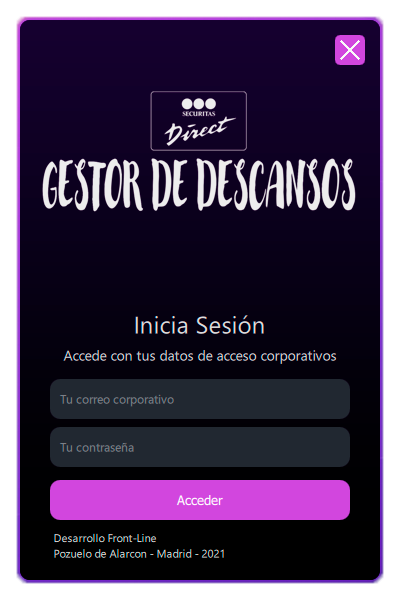 SECURITAS
Direct
GESTOR DE DESCANSOS
Inicia Sesión
Accede con tus datos de acceso corporativos
Tu correo corporativo
Tu contraseña
Acceder
Desarrollo Front-Line
Pozuelo de Alarcon - Madrid - 2021